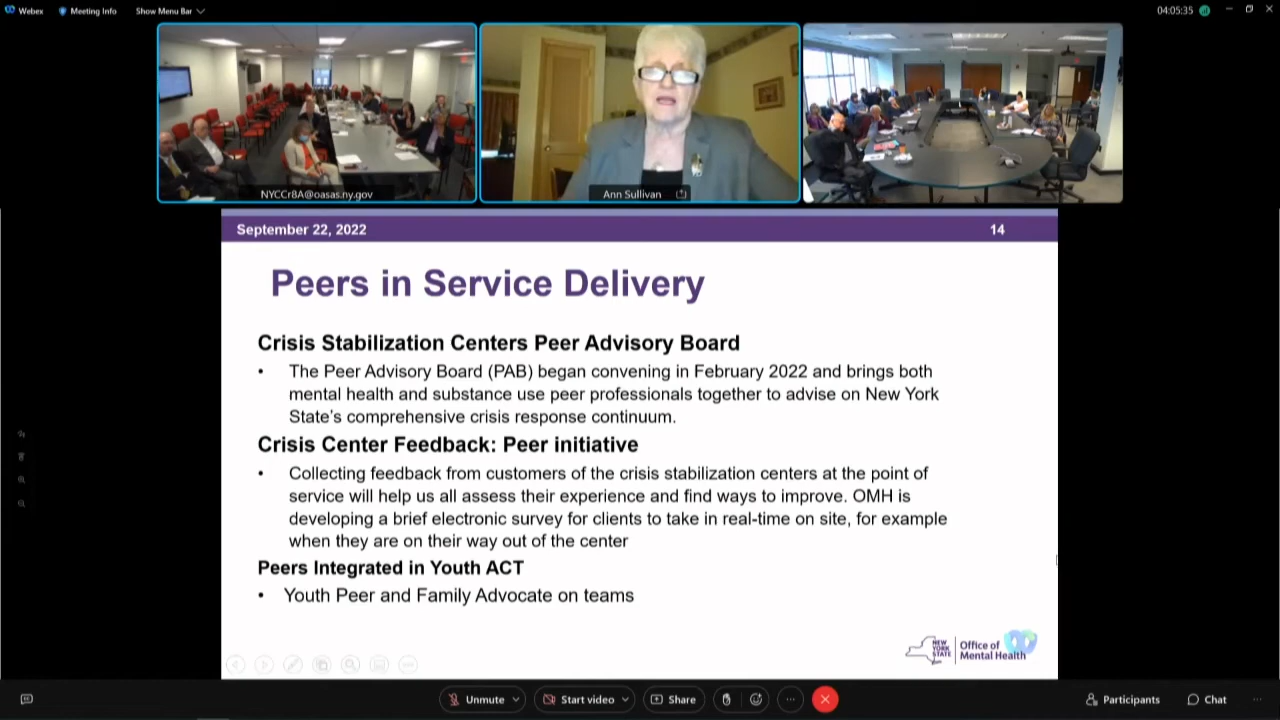 Webex
Meeting Info
Show Menu Bar
04:05:35
NYCCr8A@oasas.ny.gov
Ann Sullivan
September 22, 2022
14
Peers in Service Delivery
Crisis Stabilization Centers Peer Advisory Board
• The Peer Advisory Board (PAB) began convening in February 2022 and brings both
mental health and substance use peer professionals together to advise on New York
State's comprehensive crisis response continuum.
Crisis Center Feedback: Peer initiative
• Collecting feedback from customers of the crisis stabilization centers at the point of
service will help us all assess their experience and find ways to improve. OMH is
developing a brief electronic survey for clients to take in real-time on site, for example
when they are on their way out of the center
Peers Integrated in Youth ACT
• Youth Peer and Family Advocate on teams
NEW
YORK
STATE
Office of
Mental Health
Unmute
Start video
Share
Participants
Chat